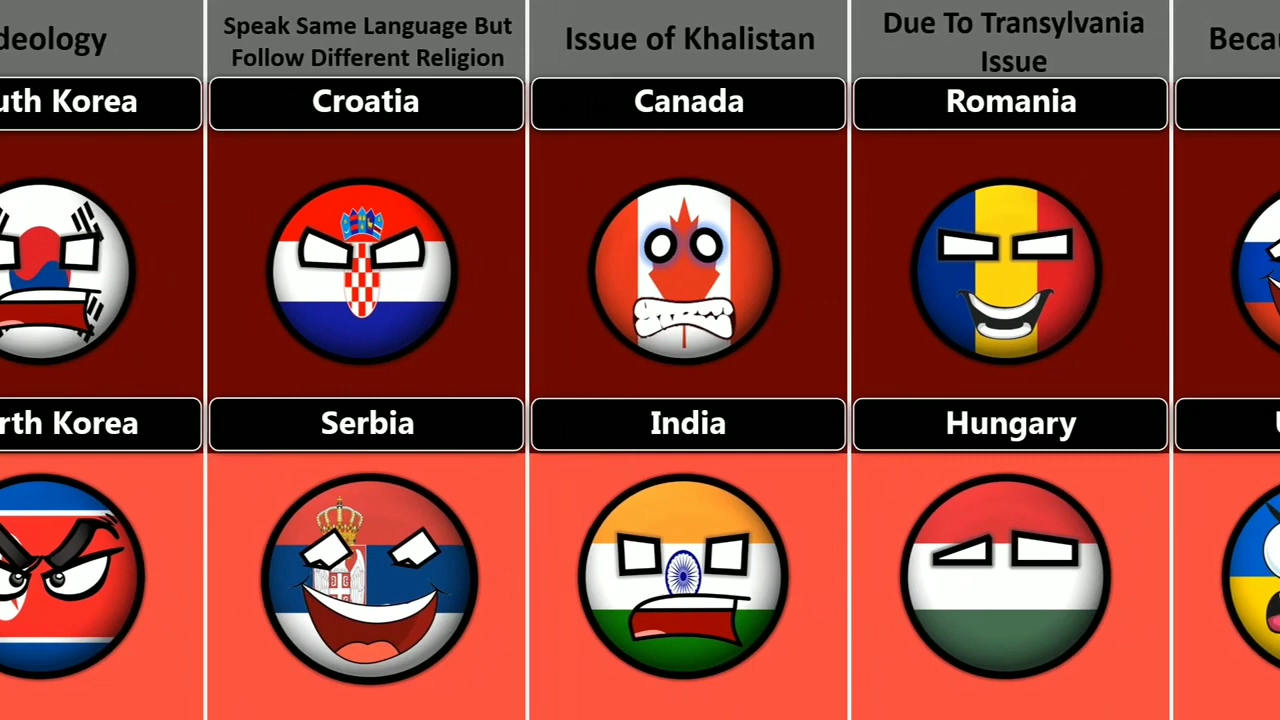 deology
Speak Same Language But
Follow Different Religion
Issue of Khalistan
Due To Transylvania
Issue
Beca
uth Korea
Croatia
Canada
Romania
rth Korea
Serbia
India
Hungary